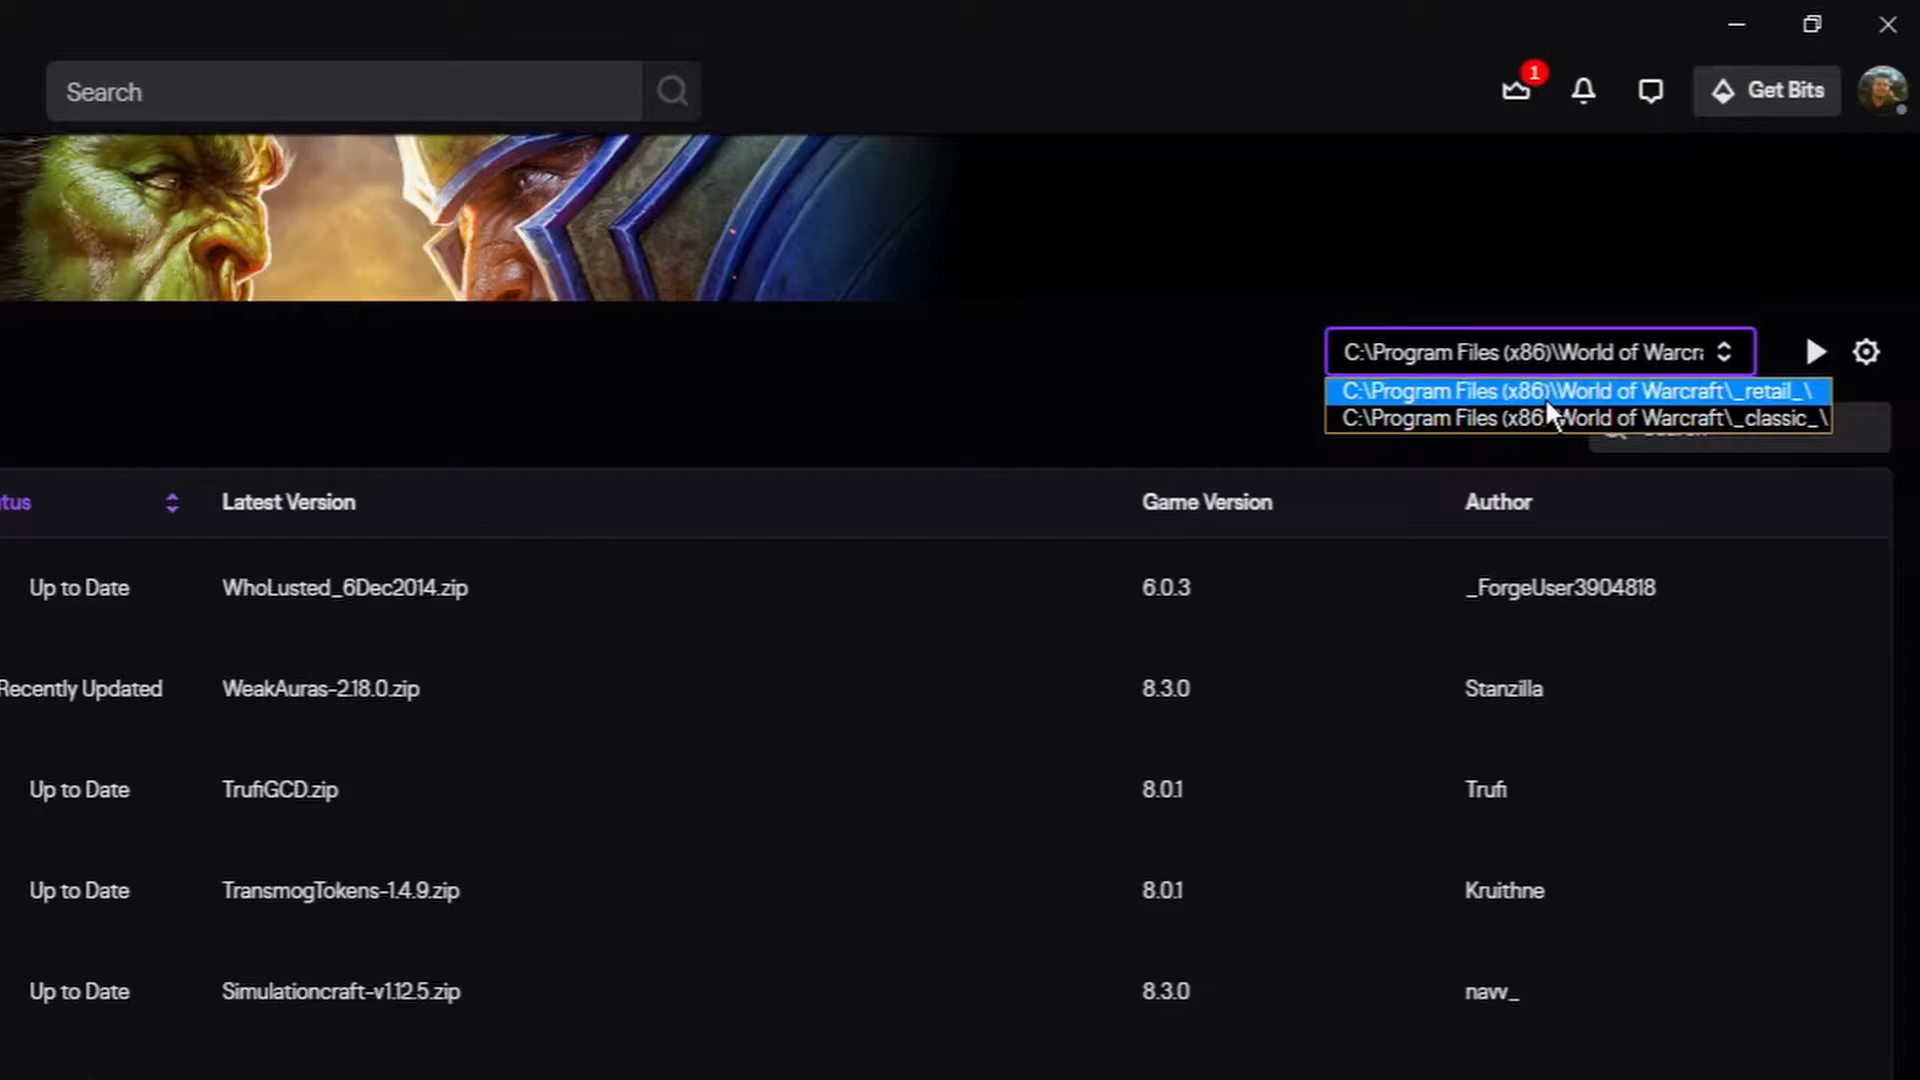 Search
1
Get Bits
C:\Program Files (x86)\World of Warcr
C:\Program Files (x86)\World of Warcraft\_retail_\
C:\Program Files (x86)\World of Warcraft\_classic_\
tus
Latest Version
Game Version
Author
Up to Date
WhoLusted_6Dec2014.zip
6.0.3
_ForgeUser3904818
Recently Updated
WeakAuras-2.18.0.zip
8.3.0
Stanzilla
Up to Date
TrufiGCD.zip
8.0.1
Trufi
Up to Date
TransmogTokens-1.4.9.zip
8.0.1
Kruithne
Up to Date
Simulationcraft-v1.12.5.zip
8.3.0
navv_